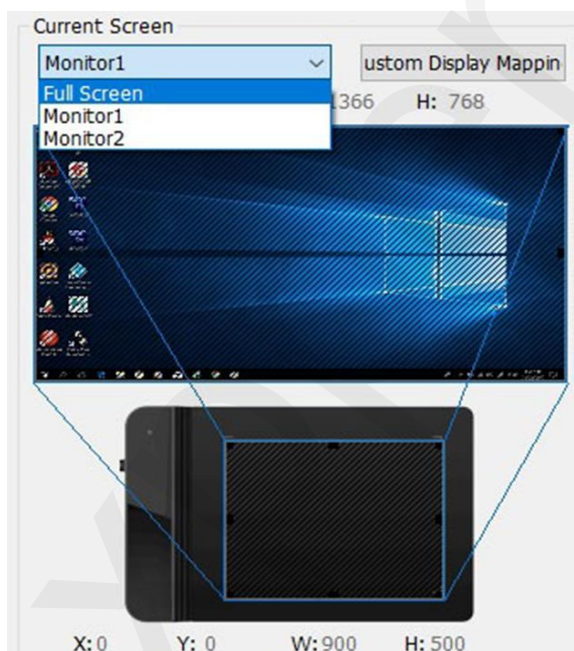 Current Screen
Monitor1
ustom Display Mappin
Full Screen
1366 H: 768
Monitor1
Monitor2
X: 0 Y: 0 W: 900 H: 500